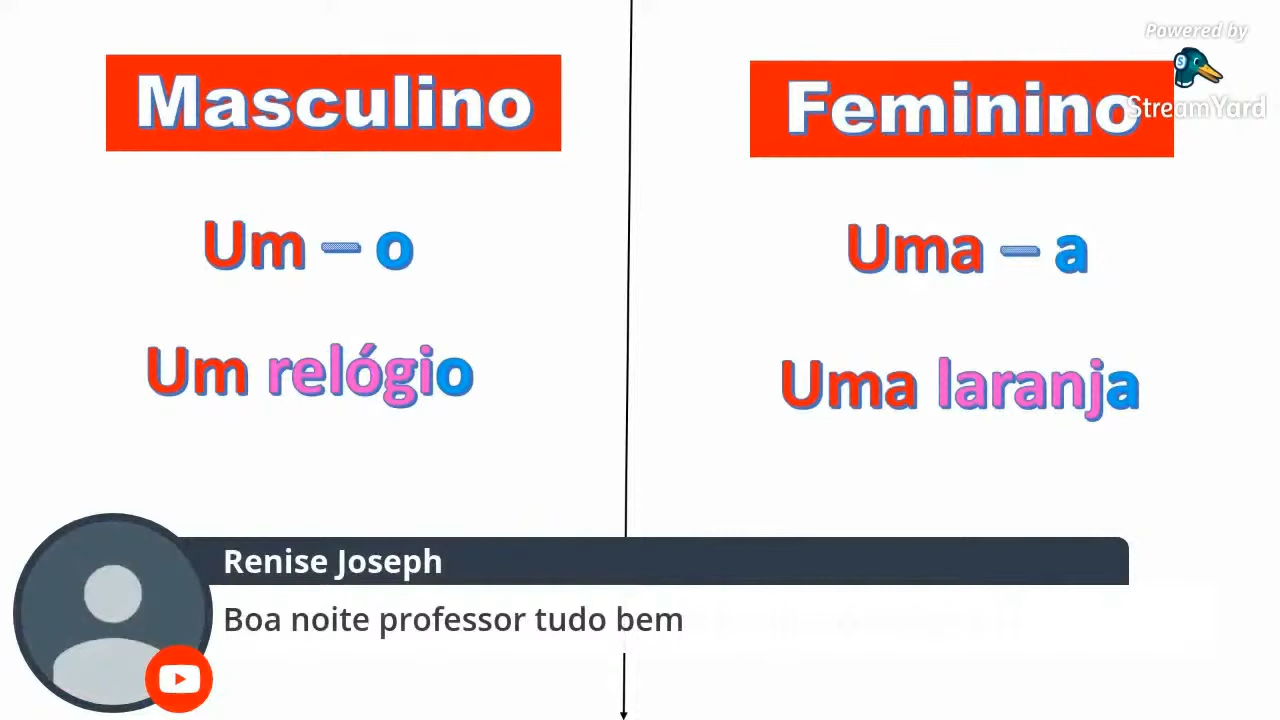 Powered by
StreamYard
Masculino
Feminino
Um – o
Uma – a
Um relógio
Uma laranja
Renise Joseph
Boa noite professor tudo bem